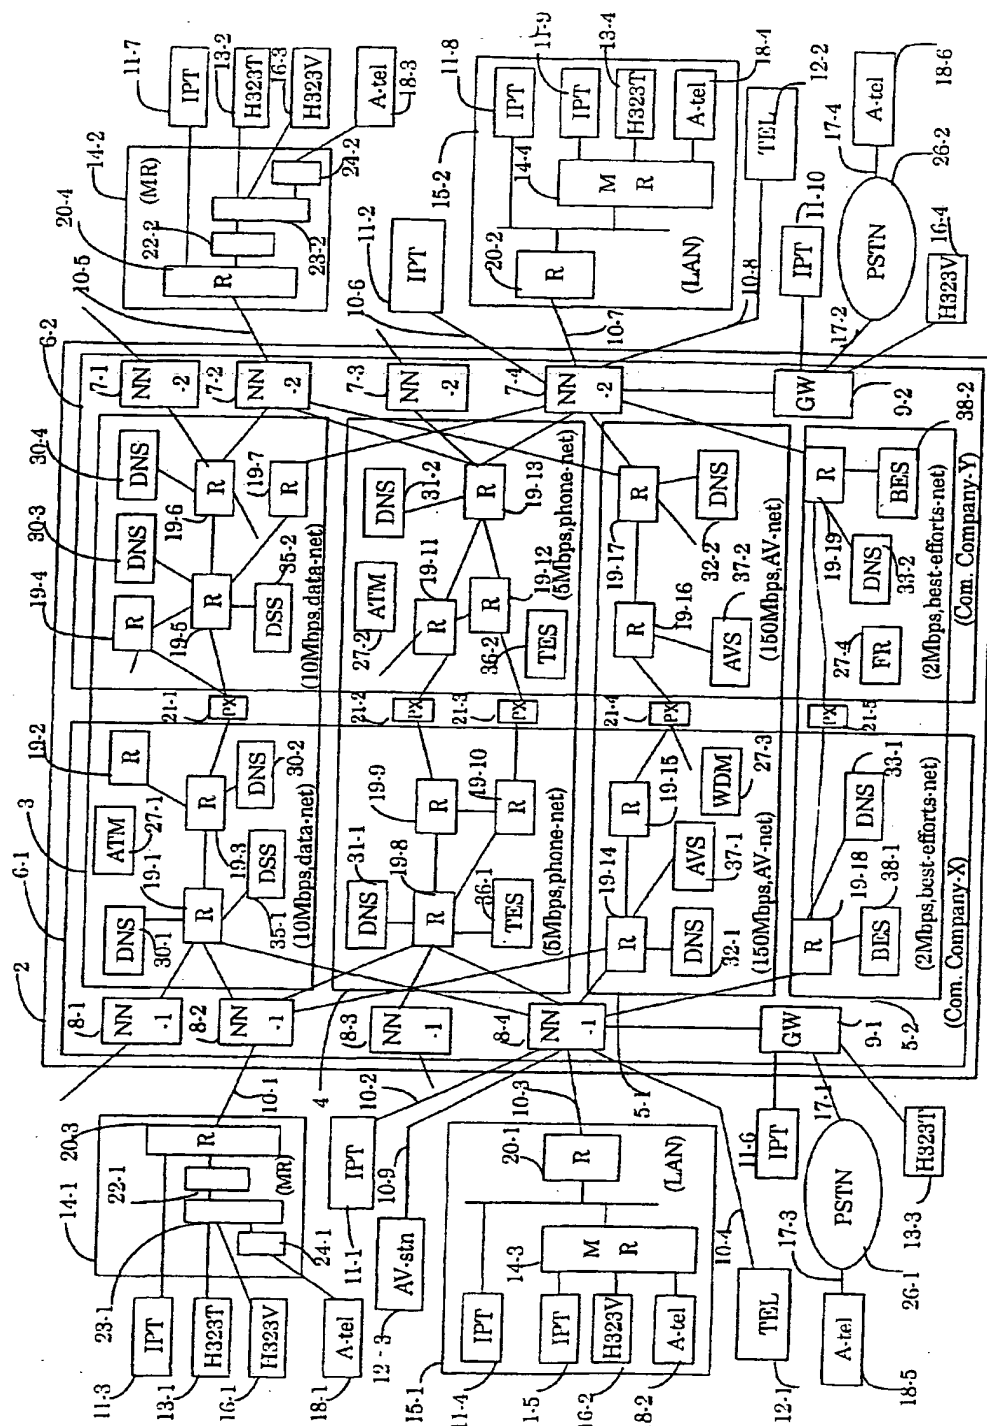 11-3
IPT
13-1
H323T
16-1
H323V
18-1
A-tel
23-1
14-1
22-1
20-3
R
24-1
(MR)
10-1
11-1
IPT
12-3
AV-stn
10-9
10-2
15-1
11-4
IPT
IPT
H323V
A-tel
14-3
M
R
20-1
R
(LAN)
10-3
10-4
12-1
TEL
18-5
A-tel
17-3
26-1
PSTN
17-1
11-6
IPT
13-3
H323T
2
6-1
3
4
5-1
5-2
8-1
NN
-1
8-2
NN
-1
8-3
NN
-1
8-4
NN
-1
GW
9-1
30-1
DNS
19-1
R
ATM
27-1
19-2
R
19-3
R
DNS
30-2
35-1
DSS
(10Mbps,data-net)
21-1
PX
19-4
R
30-3
DNS
30-4
DNS
19-5
R
19-6
R
19-7
R
DSS
35-2
(10Mbps,data-net)
DNS
31-1
19-8
R
19-9
R
19-10
R
36-1
TES
(5Mbps,phone-net)
21-2
PX
21-3
PX
27-2
ATM
19-11
R
R
19-12
DNS
31-2
R
19-13
36-2
TES
(5Mbps,phone-net)
19-14
R
R
19-15
DNS
32-1
AVS
37-1
WDM
27-3
(150Mbps,AV-net)
21-4
PX
R
19-16
19-17
R
AVS
37-2
DNS
32-2
(150Mbps,AV-net)
R
19-18
DNS
33-1
BES
38-1
(2Mbps,best-efforts-net)
(Com. Company-X)
PX
21-5
27-4
FR
DNS
33-2
R
19-19
BES
38-2
(2Mbps,best-efforts-net)
(Com. Company-Y)
6-2
7-1
NN
-2
7-2
NN
-2
7-3
NN
-2
7-4
NN
-2
GW
9-2
10-5
20-4
R
22-2
14-2
(MR)
23-2
24-2
11-7
IPT
13-2
H323T
16-3
H323V
A-tel
18-3
10-6
11-2
IPT
10-7
20-2
R
15-2
14-4
M
R
11-8
IPT
11-9
IPT
13-4
H323T
A-tel
18-4
(LAN)
10-8
TEL
12-2
IPT
11-10
17-2
PSTN
26-2
17-4
A-tel
18-6
H323V
16-4